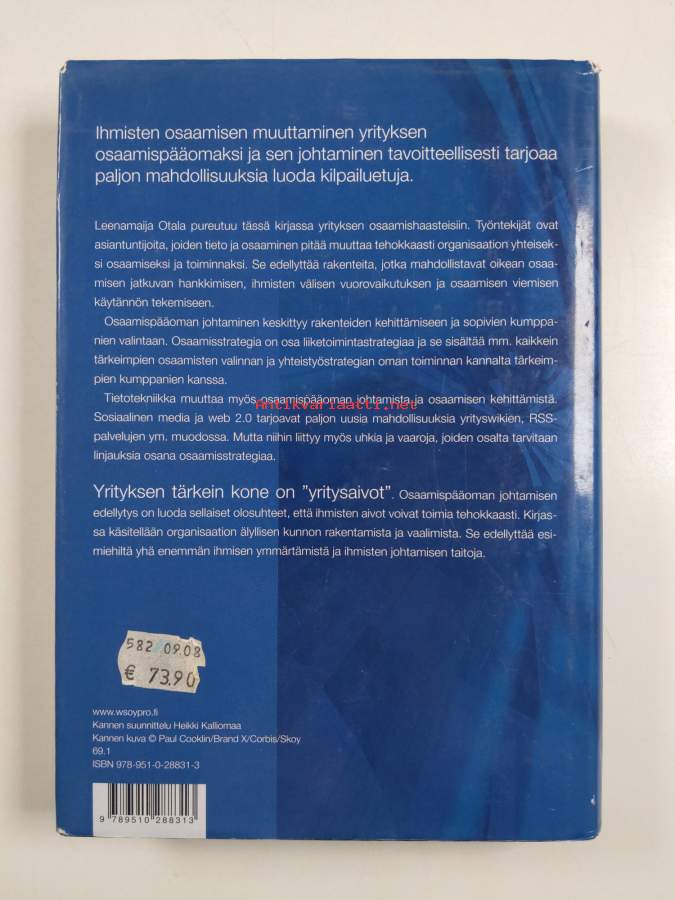 Ihmisten osaamisen muuttaminen yrityksen
osaamispääomaksi ja sen johtaminen tavoitteellisesti tarjoaa
paljon mahdollisuuksia luoda kilpailuetuja.
Leenamaija Otala pureutuu tässä kirjassa yrityksen osaamishaasteisiin. Työntekijät ovat
asiantuntijoita, joiden tieto ja osaaminen pitää muuttaa tehokkaasti organisaation yhteisek-
si osaamiseksi ja toiminnaksi. Se edellyttää rakenteita, jotka mahdollistavat oikean osaa-
misen jatkuvan hankkimisen, ihmisten välisen vuorovaikutuksen ja osaamisen viemisen
käytännön tekemiseen.
Osaamispääoman johtaminen keskittyy rakenteiden kehittämiseen ja sopivien kumppa-
nien valintaan. Osaamisstrategia on osa liiketoimintastrategiaa ja se sisältää mm. kaikkein
tärkeimpien osaamisten valinnan ja yhteistyöstrategian oman toiminnan kannalta tärkeim-
pien kumppanien kanssa.
Tietotekniikka muuttaa myös osaamispääoman johtamista ja osaamisen kehittämistä.
Antikvariaatti.net
Sosiaalinen media ja web 2.0 tarjoavat paljon uusia mahdollisuuksia yrityswikien, RSS-
palvelujen ym. muodossa. Mutta niihin liittyy myös uhkia ja vaaroja, joiden osalta tarvitaan
linjauksia osana osaamisstrategiaa.
Yrityksen tärkein kone on ”yritysaivot”. Osaamispääoman johtamisen
edellytys on luoda sellaiset olosuhteet, että ihmisten aivot voivat toimia tehokkaasti. Kirjas-
sa käsitellään organisaation älyllisen kunnon rakentamista ja vaalimista. Se edellyttää esi-
miehiltä yhä enemmän ihmisen ymmärtämistä ja ihmisten johtamisen taitoja.
582 09.08
€ 73,90
www.wsoypro.fi
Kannen suunnittelu Heikki Kalliomaa
Kannen kuva © Paul Cooklin/Brand X/Corbis/Skoy
69.1
ISBN 978-951-0-28831-3
9 789510 288313